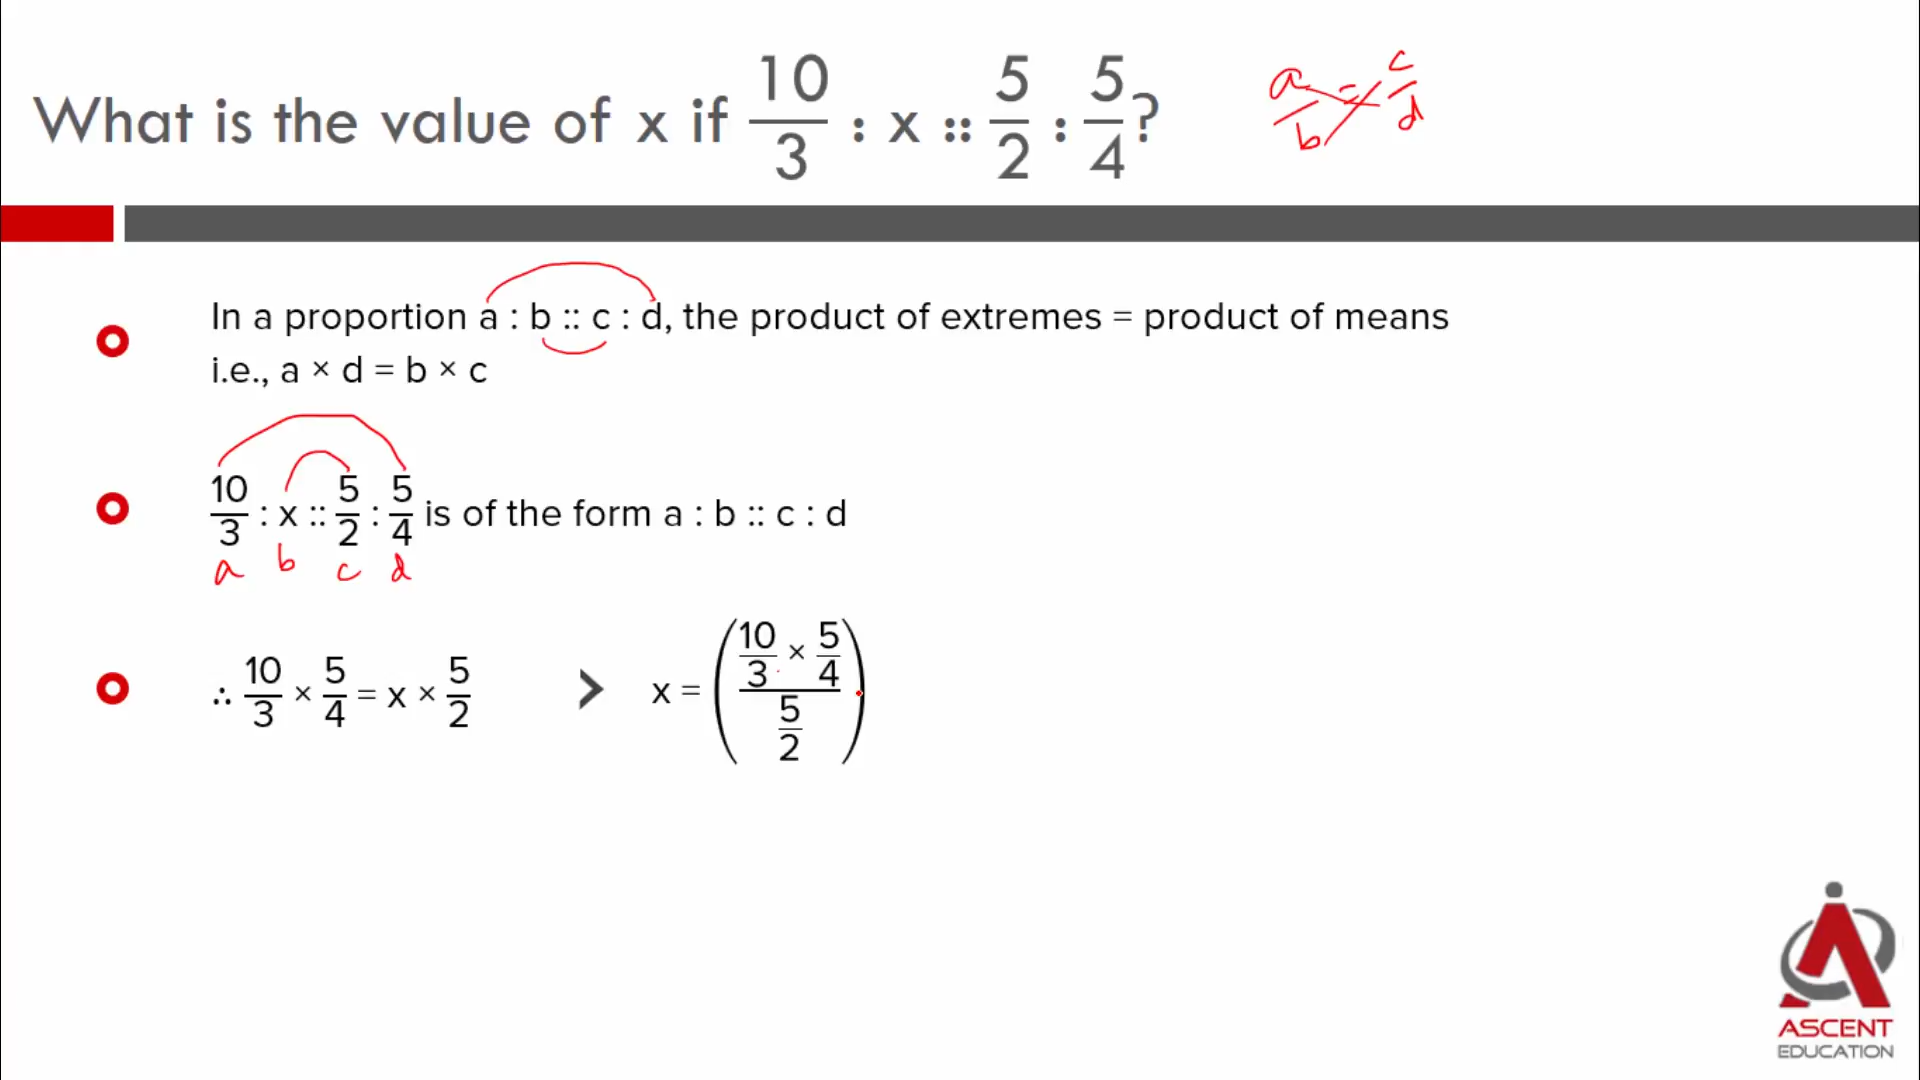 What is the value of x if 10/3 : x :: 5/2 : 5/4?
a/b = c/d
In a proportion a : b :: c : d, the product of extremes = product of means
i.e., a × d = b × c
10/3 : x :: 5/2 : 5/4 is of the form a : b :: c : d
a b c d
∴ 10/3 × 5/4 = x × 5/2 > x = ((10/3 × 5/4)/(5/2))
ASCENT
EDUCATION